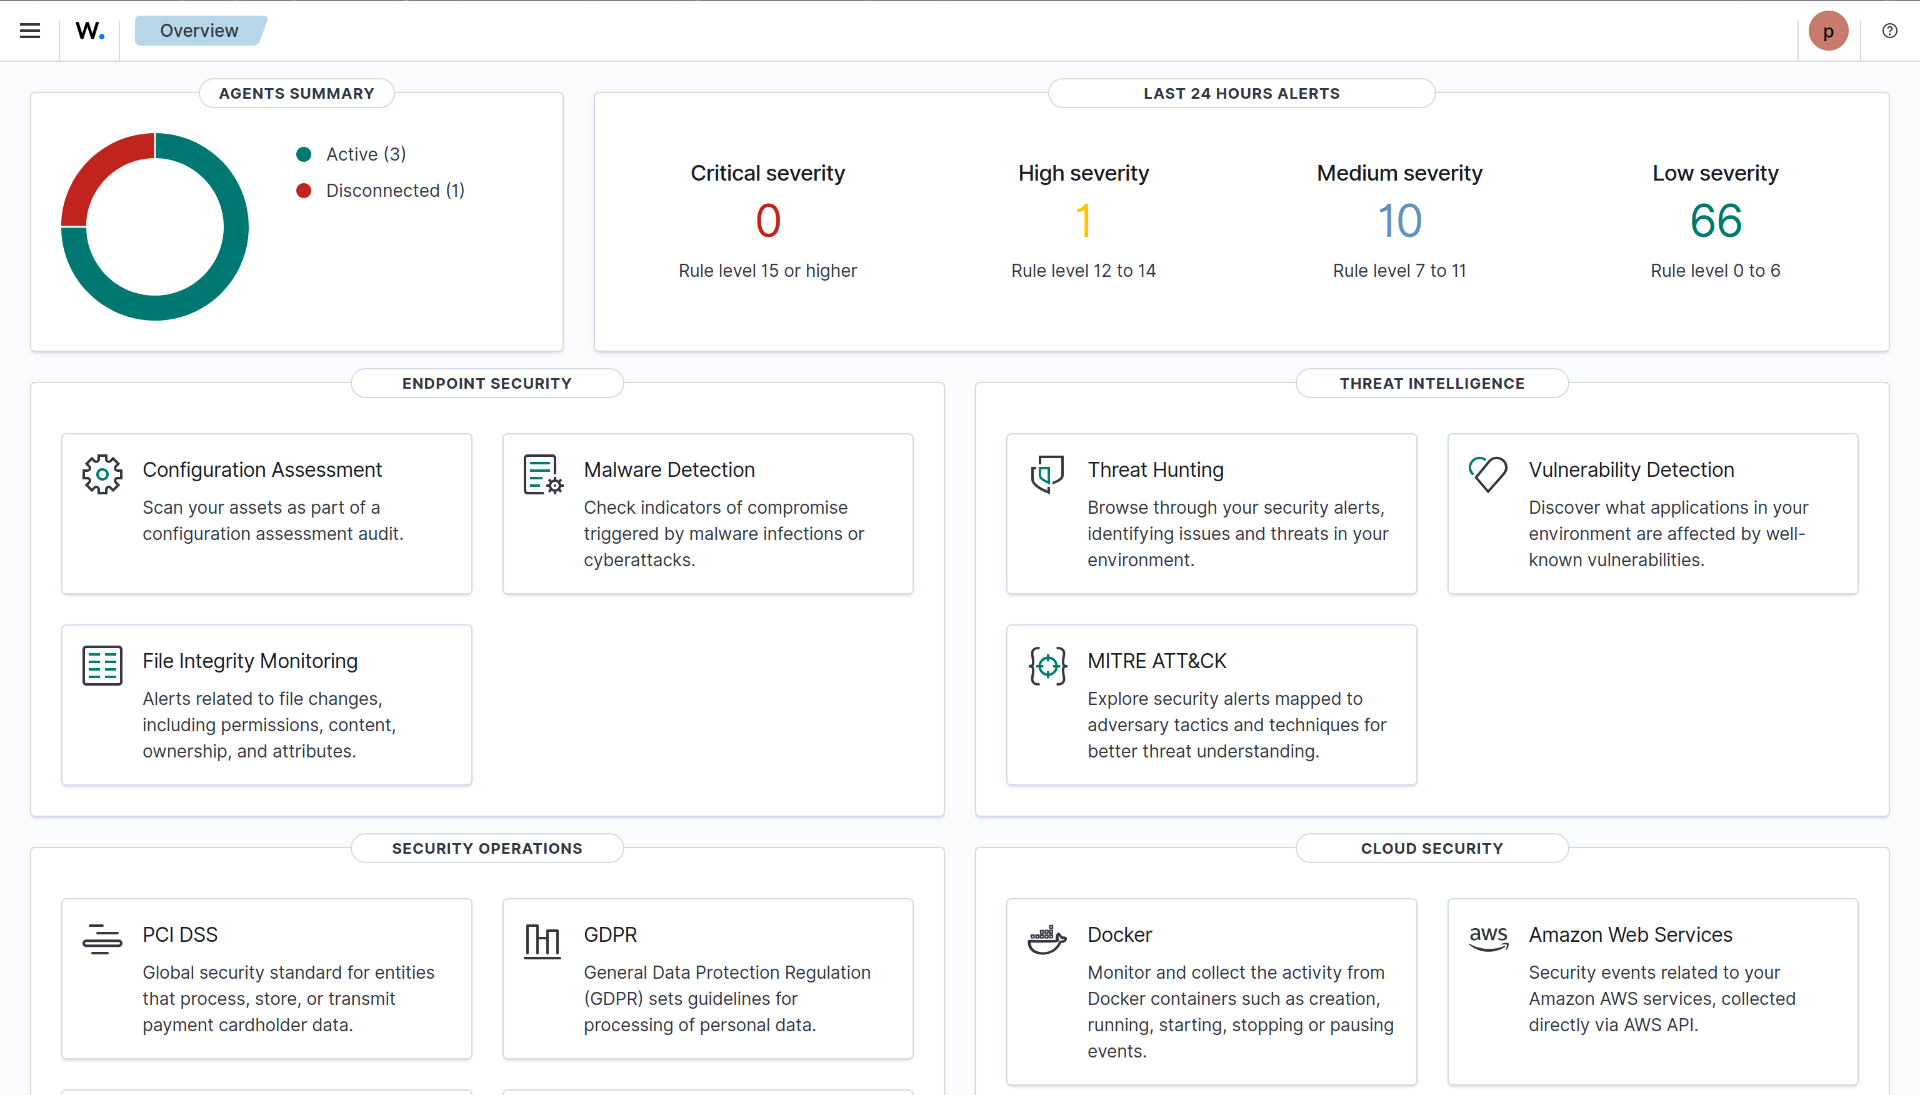 W.
Overview
p
AGENTS SUMMARY
Active (3)
Disconnected (1)
LAST 24 HOURS ALERTS
Critical severity
0
Rule level 15 or higher
High severity
1
Rule level 12 to 14
Medium severity
10
Rule level 7 to 11
Low severity
66
Rule level 0 to 6
ENDPOINT SECURITY
Configuration Assessment
Scan your assets as part of a
configuration assessment audit.
Malware Detection
Check indicators of compromise
triggered by malware infections or
cyberattacks.
File Integrity Monitoring
Alerts related to file changes,
including permissions, content,
ownership, and attributes.
THREAT INTELLIGENCE
Threat Hunting
Browse through your security alerts,
identifying issues and threats in your
environment.
Vulnerability Detection
Discover what applications in your
environment are affected by well-
known vulnerabilities.
MITRE ATT&CK
Explore security alerts mapped to
adversary tactics and techniques for
better threat understanding.
SECURITY OPERATIONS
PCI DSS
Global security standard for entities
that process, store, or transmit
payment cardholder data.
GDPR
General Data Protection Regulation
(GDPR) sets guidelines for
processing of personal data.
CLOUD SECURITY
Docker
Monitor and collect the activity from
Docker containers such as creation,
running, starting, stopping or pausing
events.
aws
Amazon Web Services
Security events related to your
Amazon AWS services, collected
directly via AWS API.